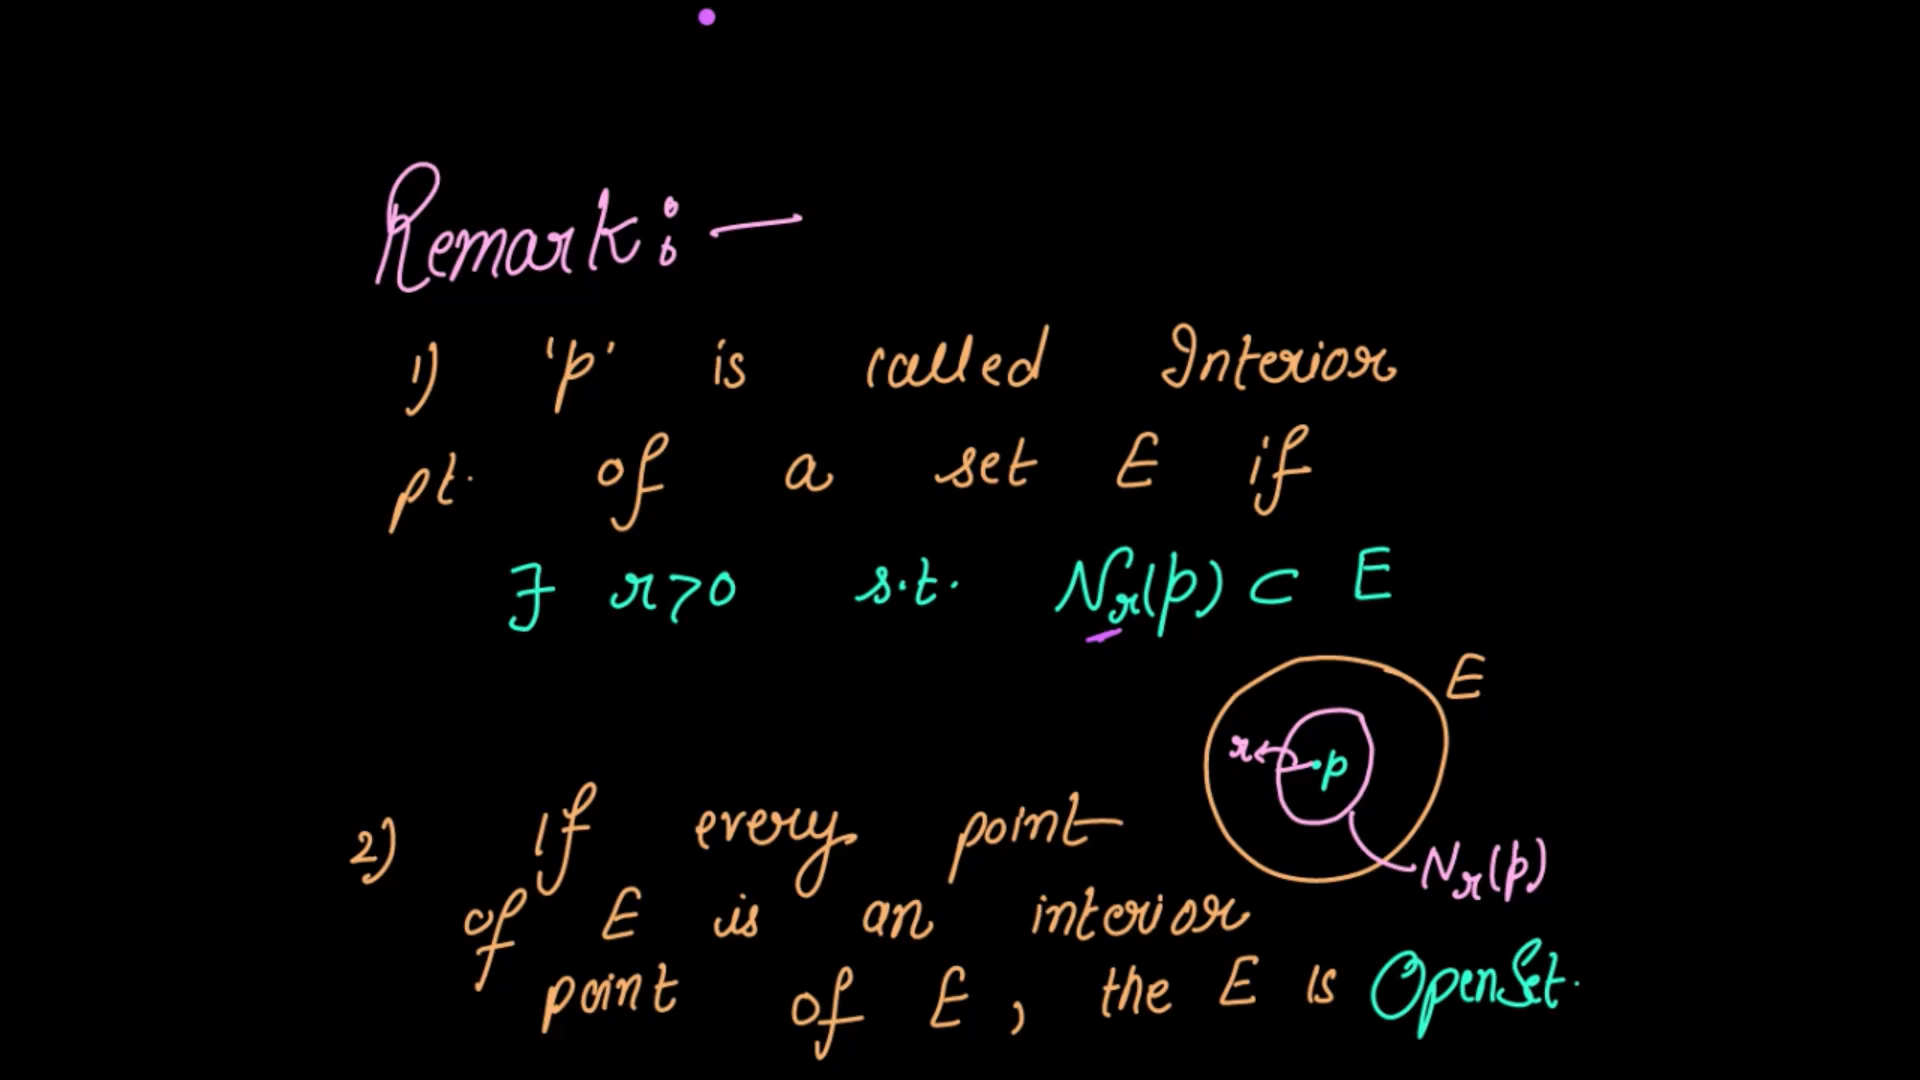 Remark:—
1) 'p' is called Interior
pt. of a set E if
∃ r>0 s.t. Nr(p) ⊂ E
E
r
p
Nr(p)
2) If every point
of E is an interior
point of E, the E is Open Set.